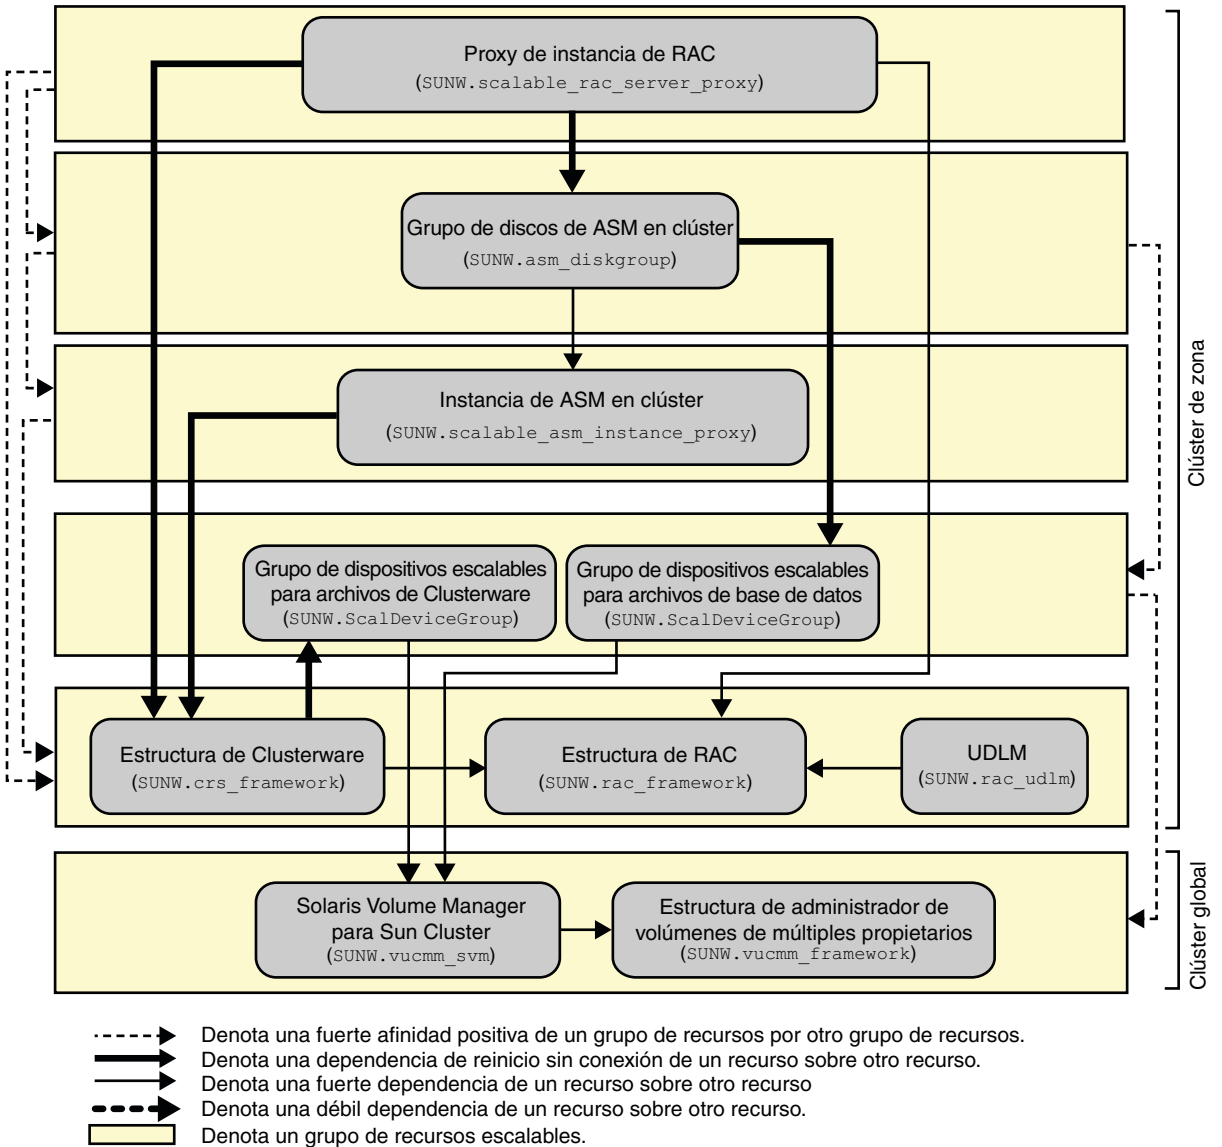 Proxy de instancia de RAC
(SUNW.scalable_rac_server_proxy)
Grupo de discos de ASM en clúster
(SUNW.asm_diskgroup)
Instancia de ASM en clúster
(SUNW.scalable_asm_instance_proxy)
Clúster de zona
Grupo de dispositivos escalables
para archivos de Clusterware
(SUNW.ScalDeviceGroup)
Grupo de dispositivos escalables
para archivos de base de datos
(SUNW.ScalDeviceGroup)
Estructura de Clusterware
(SUNW.crs_framework)
Estructura de RAC
(SUNW.rac_framework)
UDLM
(SUNW.rac_udlm)
Solaris Volume Manager
para Sun Cluster
(SUNW.vucmm_svm)
Estructura de administrador de
volúmenes de múltiples propietarios
(SUNW.vucmm_framework)
Clúster global
Denota una fuerte afinidad positiva de un grupo de recursos por otro grupo de recursos.
Denota una dependencia de reinicio sin conexión de un recurso sobre otro recurso.
Denota una fuerte dependencia de un recurso sobre otro recurso
Denota una débil dependencia de un recurso sobre otro recurso.
Denota un grupo de recursos escalables.